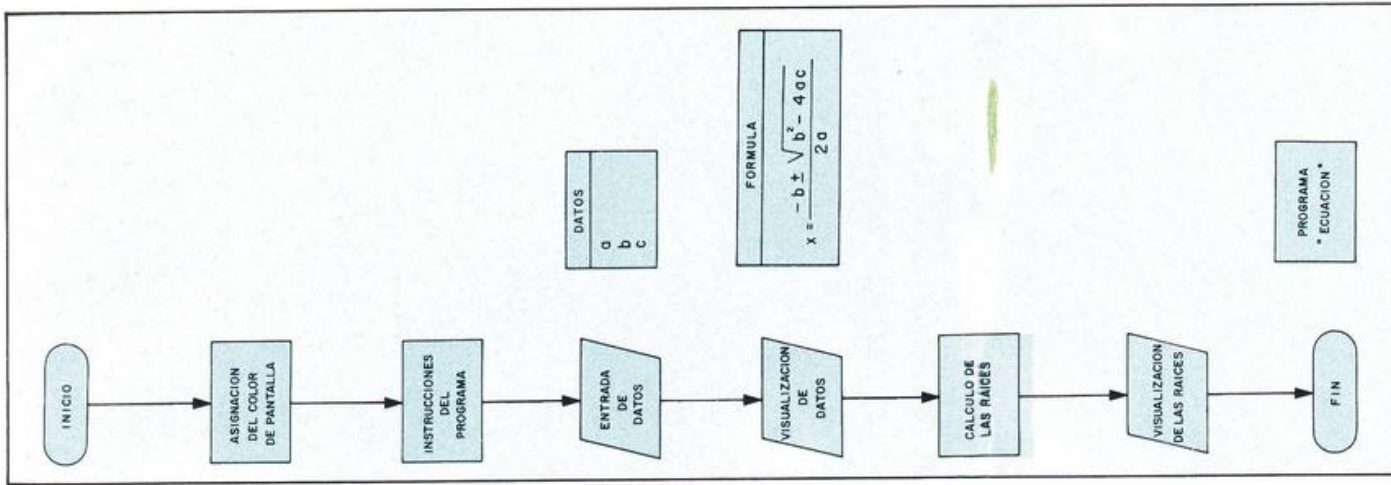 INICIO
ASIGNACION
DEL COLOR
DE PANTALLA
INSTRUCCIONES
DEL
PROGRAMA
ENTRADA
DE
DATOS
DATOS
a
b
c
VISUALIZACION
DE
DATOS
FORMULA
x = -b ± √b² - 4ac
2a
CALCULO DE
LAS RAICES
VISUALIZACION
DE LAS RAICES
FIN
PROGRAMA
" ECUACION"